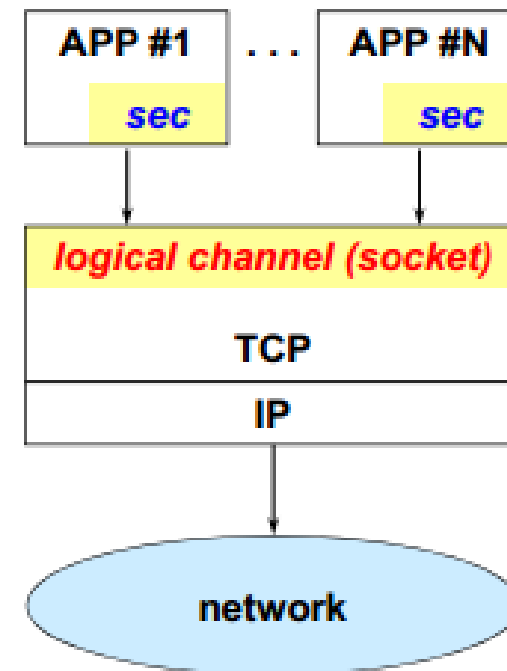 APP #1 . . . APP #N
sec sec
logical channel (socket)
TCP
IP
network